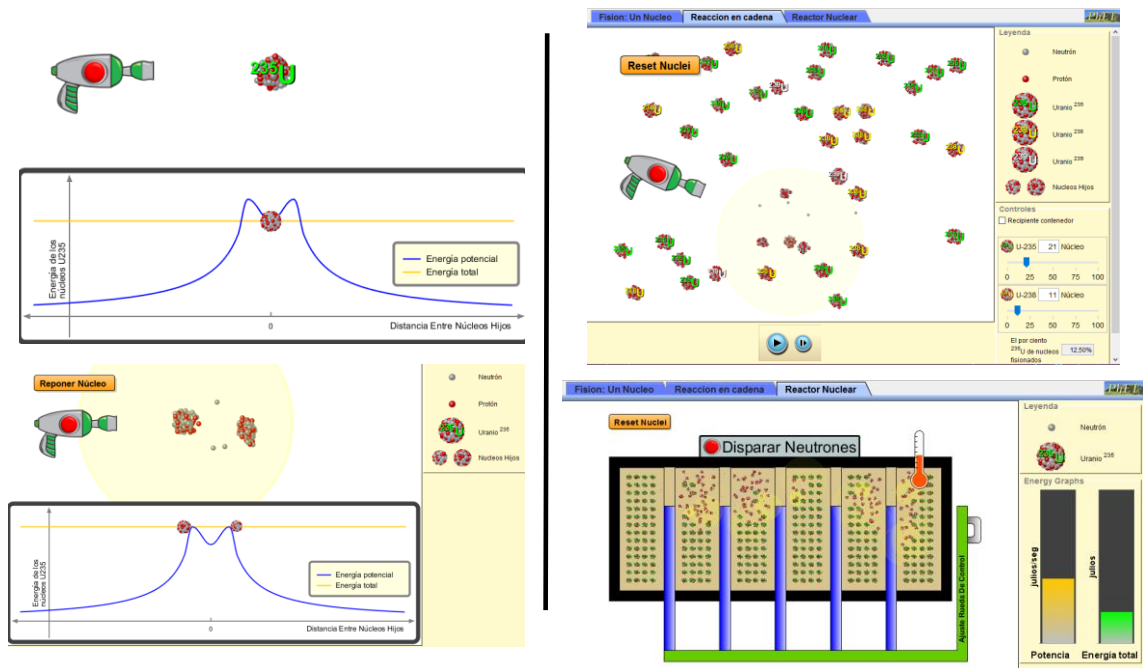 235U
Energía de los
núcleos U235
Energía potencial
Energía total
0
Distancia Entre Núcleos Hijos
Reponer Núcleo
Neutrón
Protón
Uranio 235
Nucleos Hijos
Energía de los
núcleos U235
Energía potencial
Energía total
0
Distancia Entre Núcleos Hijos
Fision: Un Nucleo
Reaccion en cadena
Reactor Nuclear
PhET
Reset Nuclei
Leyenda
Neutrón
Protón
Uranio 235
Uranio 238
Uranio 239
Nucleos Hijos
Controles
Recipiente contenedor
U-235 21 Núcleo
0 25 50 75 100
U-238 11 Núcleo
0 25 50 75 100
El por ciento
235U de nucleos 12,50%
fisionados
Fision: Un Nucleo
Reaccion en cadena
Reactor Nuclear
PhET
Reset Nuclei
Disparar Neutrones
Ajuste Rueda De Control
Leyenda
Neutrón
Uranio 235
Energy Graphs
julios/seg
julios
Potencia
Energía total